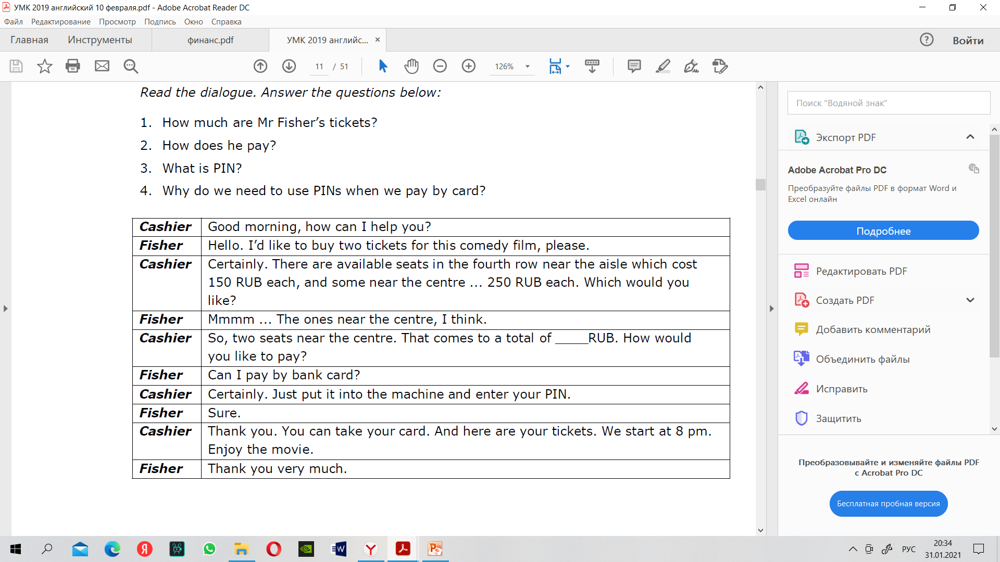 УМК 2019 английский 10 февраля.pdf - Adobe Acrobat Reader DC
Файл Редактирование Просмотр Подпись Окно Справка
Главная Инструменты финанс.pdf УМК 2019 английс... Войти
11 / 51 126%
Read the dialogue. Answer the questions below:
1. How much are Mr Fisher’s tickets?
2. How does he pay?
3. What is PIN?
4. Why do we need to use PINs when we pay by card?
Cashier Good morning, how can I help you?
Fisher Hello. I’d like to buy two tickets for this comedy film, please.
Cashier Certainly. There are available seats in the fourth row near the aisle which cost
150 RUB each, and some near the centre ... 250 RUB each. Which would you
like?
Fisher Mmmm ... The ones near the centre, I think.
Cashier So, two seats near the centre. That comes to a total of _____RUB. How would
you like to pay?
Fisher Can I pay by bank card?
Cashier Certainly. Just put it into the machine and enter your PIN.
Fisher Sure.
Cashier Thank you. You can take your card. And here are your tickets. We start at 8 pm.
Enjoy the movie.
Fisher Thank you very much.
Поиск "Водяной знак"
Экспорт PDF
Adobe Acrobat Pro DC
Преобразуйте файлы PDF в формат Word и
Excel онлайн
Подробнее
Редактировать PDF
Создать PDF
Добавить комментарий
Объединить файлы
Исправить
Защитить
Преобразовывайте и изменяйте файлы PDF
с Acrobat Pro DC
Бесплатная пробная версия
РУС
20:34
31.01.2021